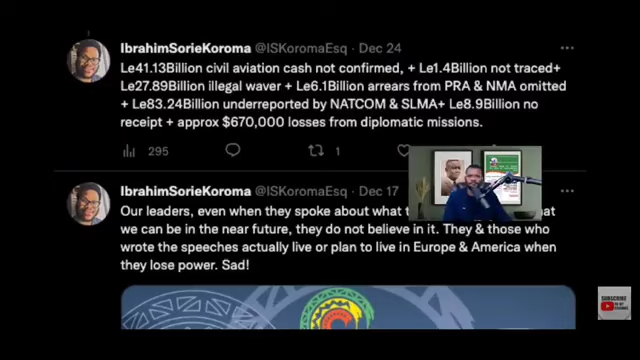 IbrahimSorieKoroma @ISKoromaEsq · Dec 24
Le41.13Billion civil aviation cash not confirmed, + Le1.4Billion not traced+
Le27.89Billion illegal waver + Le6.1Billion arrears from PRA & NMA omitted
+ Le83.24Billion underreported by NATCOM & SLMA+ Le8.9Billion no
receipt + approx $670,000 losses from diplomatic missions.
295 1
IbrahimSorieKoroma @ISKoromaEsq · Dec 17
Our leaders, even when they spoke about what
we can be in the near future, they do not believe in it. They & those who
wrote the speeches actually live or plan to live in Europe & America when
they lose power. Sad!
SUBSCRIBE